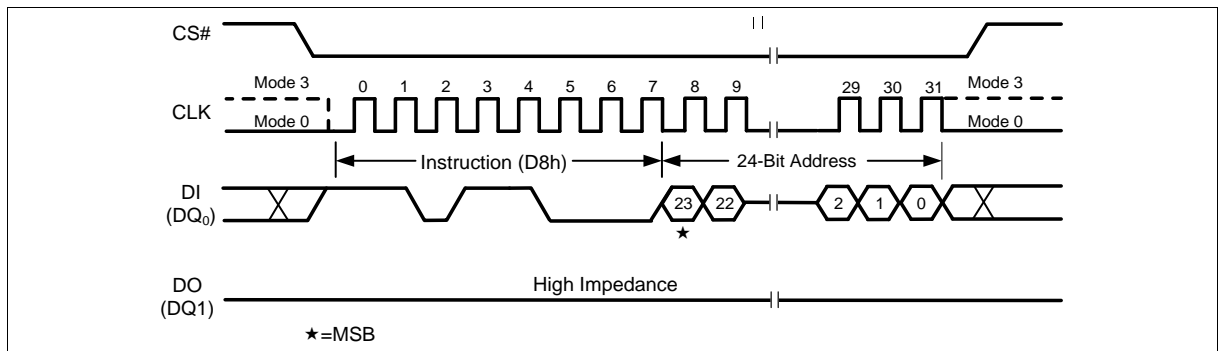 CS#
Mode 3
0 1 2 3 4 5 6 7 8 9 29 30 31
Mode 3
CLK
Mode 0
Mode 0
Instruction (D8h)
24-Bit Address
DI
(DQ0)
23 22 2 1 0
★
High Impedance
DO
(DQ1)
★=MSB